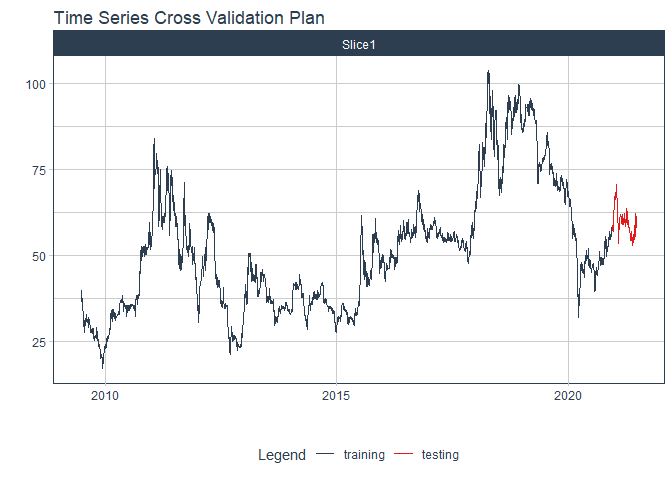 Time Series Cross Validation Plan
Slice1
100
75
50
25
2010 2015 2020
Legend training testing